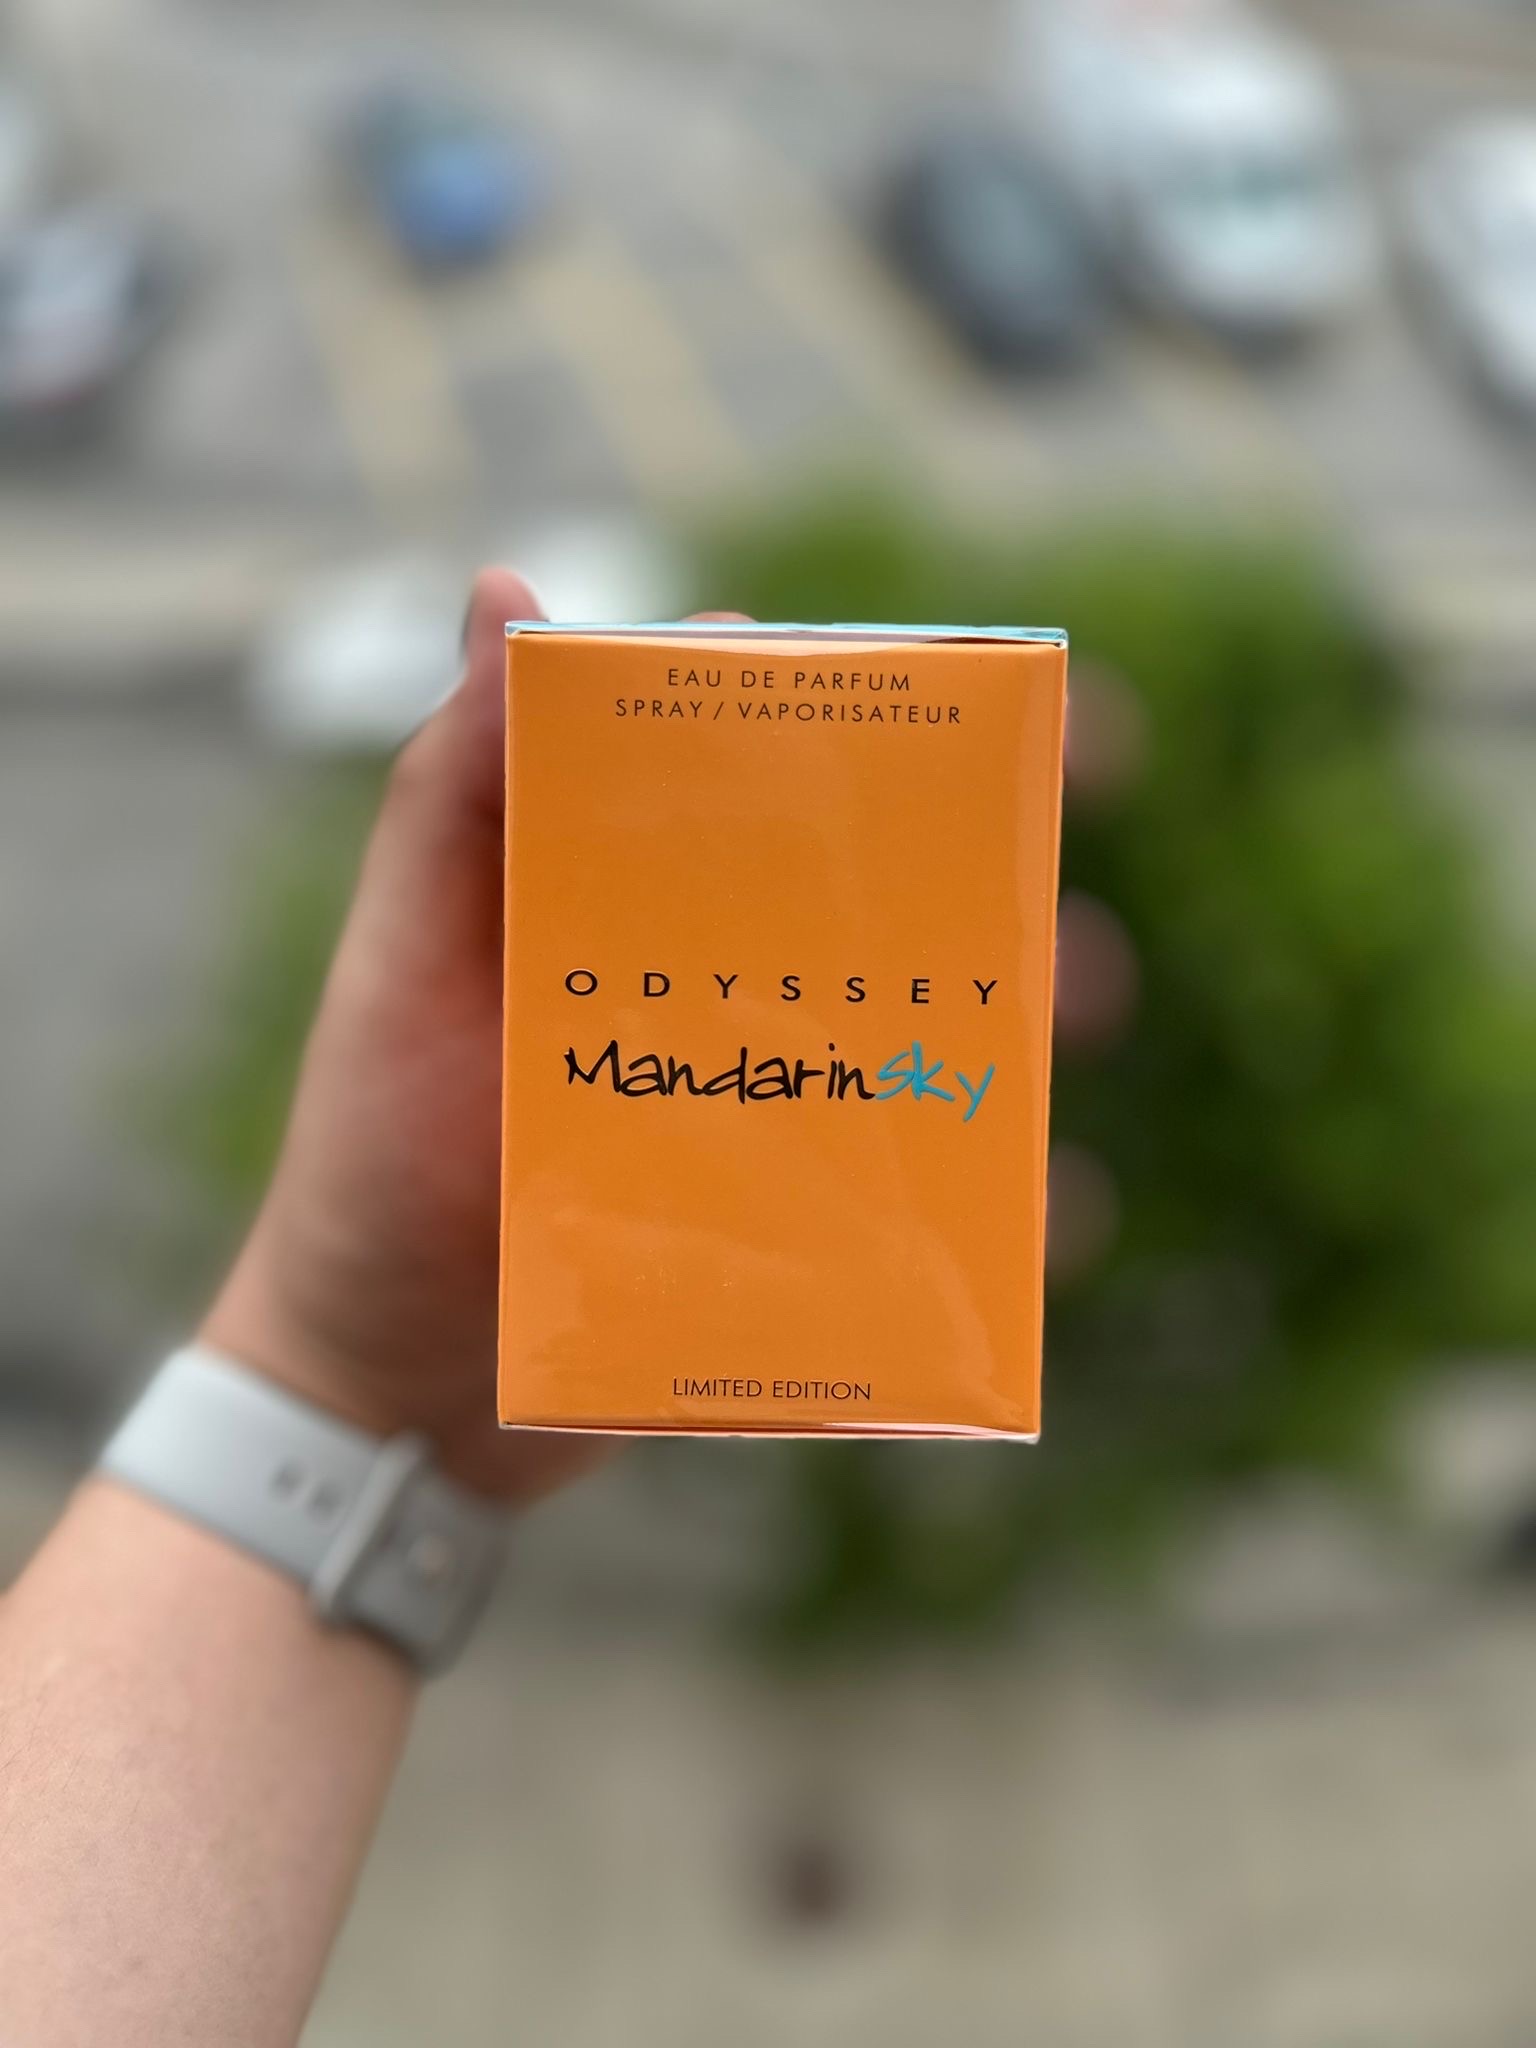 EAU DE PARFUM
SPRAY / VAPORISATEUR
ODYSSEY
Mandarinsky
LIMITED EDITION